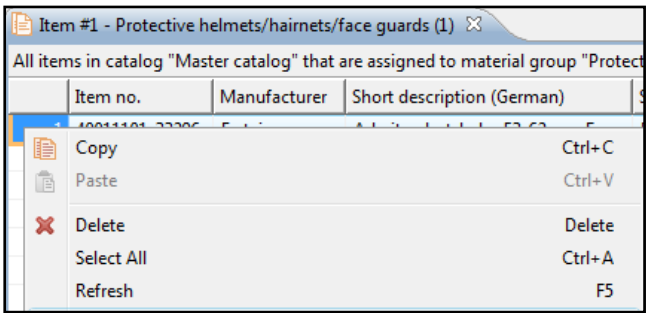 Item #1 - Protective helmets/hairnets/face guards (1)
All items in catalog "Master catalog" that are assigned to material group "Protect
Item no. Manufacturer Short description (German)
1
Copy Ctrl+C
Paste Ctrl+V
Delete Delete
Select All Ctrl+A
Refresh F5